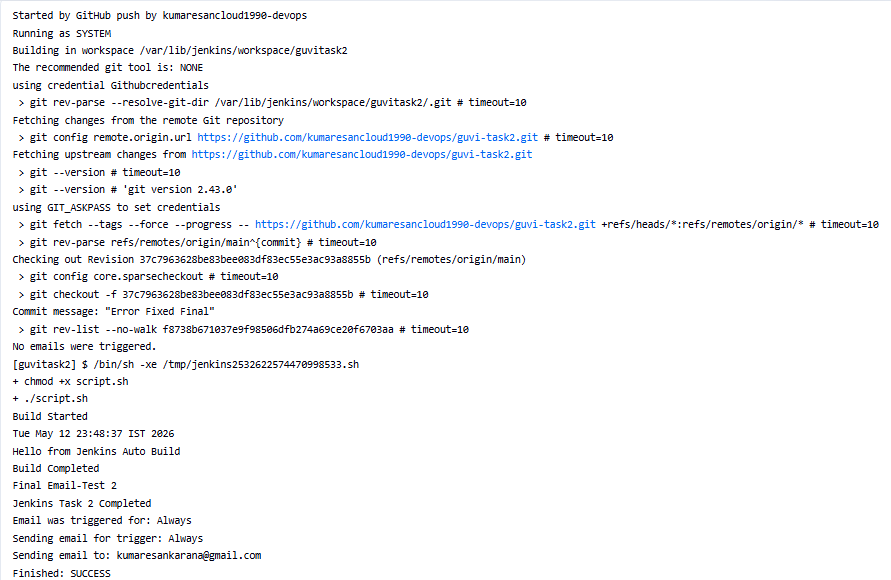 Started by GitHub push by kumaresancloud1990-devops
Running as SYSTEM
Building in workspace /var/lib/jenkins/workspace/guvitask2
The recommended git tool is: NONE
using credential Githubcredentials
> git rev-parse --resolve-git-dir /var/lib/jenkins/workspace/guvitask2/.git # timeout=10
Fetching changes from the remote Git repository
> git config remote.origin.url https://github.com/kumaresancloud1990-devops/guvi-task2.git # timeout=10
Fetching upstream changes from https://github.com/kumaresancloud1990-devops/guvi-task2.git
> git --version # timeout=10
> git --version # 'git version 2.43.0'
using GIT_ASKPASS to set credentials
> git fetch --tags --force --progress -- https://github.com/kumaresancloud1990-devops/guvi-task2.git +refs/heads/*:refs/remotes/origin/* # timeout=10
> git rev-parse refs/remotes/origin/main^{commit} # timeout=10
Checking out Revision 37c7963628be83bee083df83ec55e3ac93a8855b (refs/remotes/origin/main)
> git config core.sparsecheckout # timeout=10
> git checkout -f 37c7963628be83bee083df83ec55e3ac93a8855b # timeout=10
Commit message: "Error Fixed Final"
> git rev-list --no-walk f8738b671037e9f98506dfb274a69ce20f6703aa # timeout=10
No emails were triggered.
[guvitask2] $ /bin/sh -xe /tmp/jenkins2532622574470998533.sh
+ chmod +x script.sh
+ ./script.sh
Build Started
Tue May 12 23:48:37 IST 2026
Hello from Jenkins Auto Build
Build Completed
Final Email-Test 2
Jenkins Task 2 Completed
Email was triggered for: Always
Sending email for trigger: Always
Sending email to: kumaresankarana@gmail.com
Finished: SUCCESS